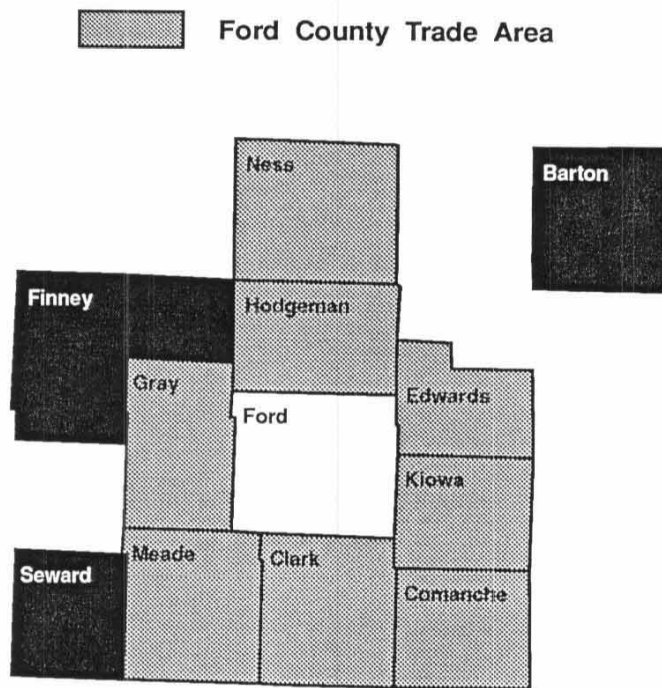 Ford County Trade Area
Ness
Barton
Finney
Hodgeman
Gray
Edwards
Ford
Kiowa
Meade
Clark
Seward
Comanche